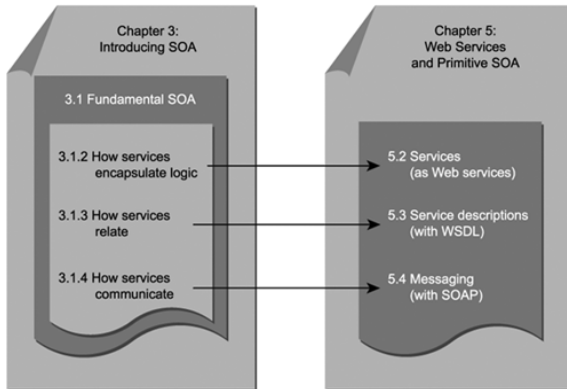 Chapter 3:
Introducing SOA
3.1 Fundamental SOA
3.1.2 How services
encapsulate logic
3.1.3 How services
relate
3.1.4 How services
communicate
Chapter 5:
Web Services
and Primitive SOA
5.2 Services
(as Web services)
5.3 Service descriptions
(with WSDL)
5.4 Messaging
(with SOAP)